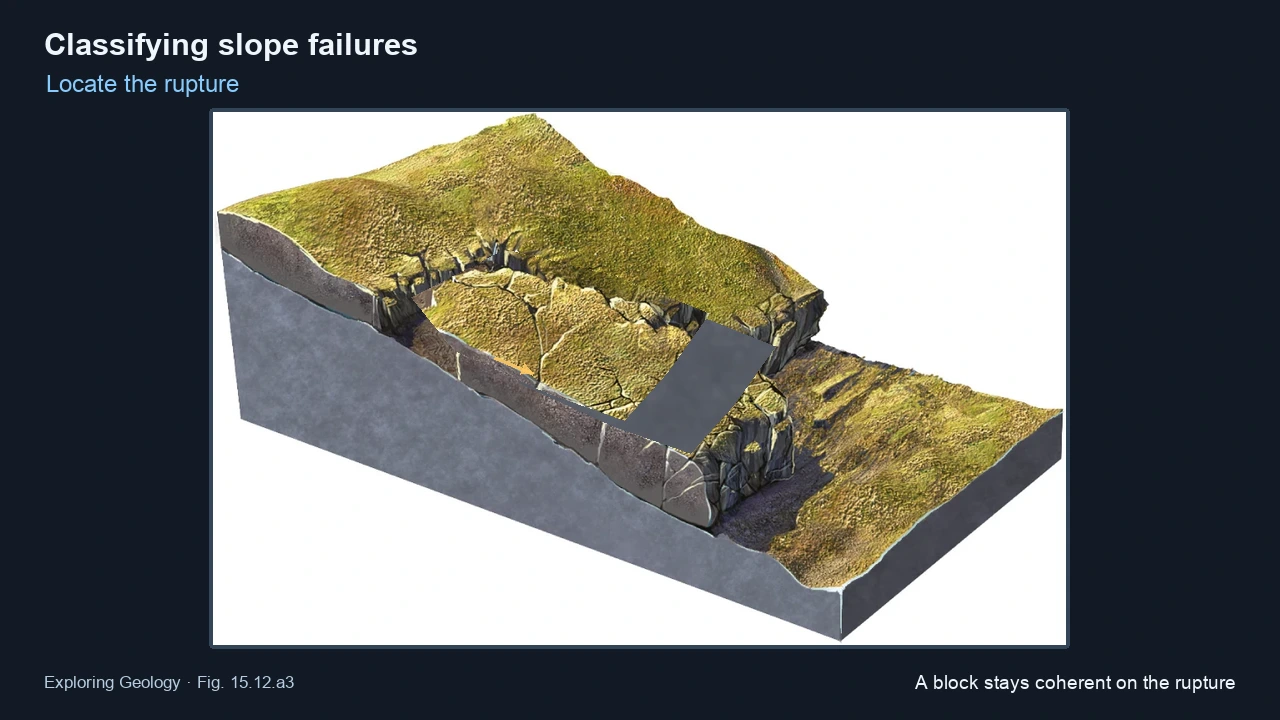 Classifying slope failures
Locate the rupture
Exploring Geology · Fig. 15.12.a3
A block stays coherent on the rupture